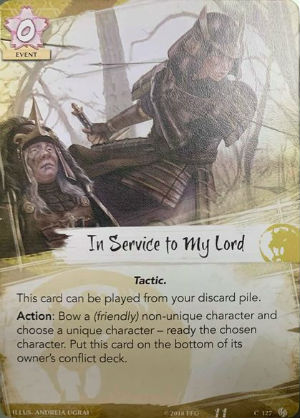 0
EVENT
In Service to My Lord
Tactic.
This card can be played from your discard pile.
Action: Bow a (friendly) non-unique character and
choose a unique character – ready the chosen
character. Put this card on the bottom of its
owner's conflict deck.
ILLUS. ANDREIA UGRAI
©2018 FFG
11
C 127